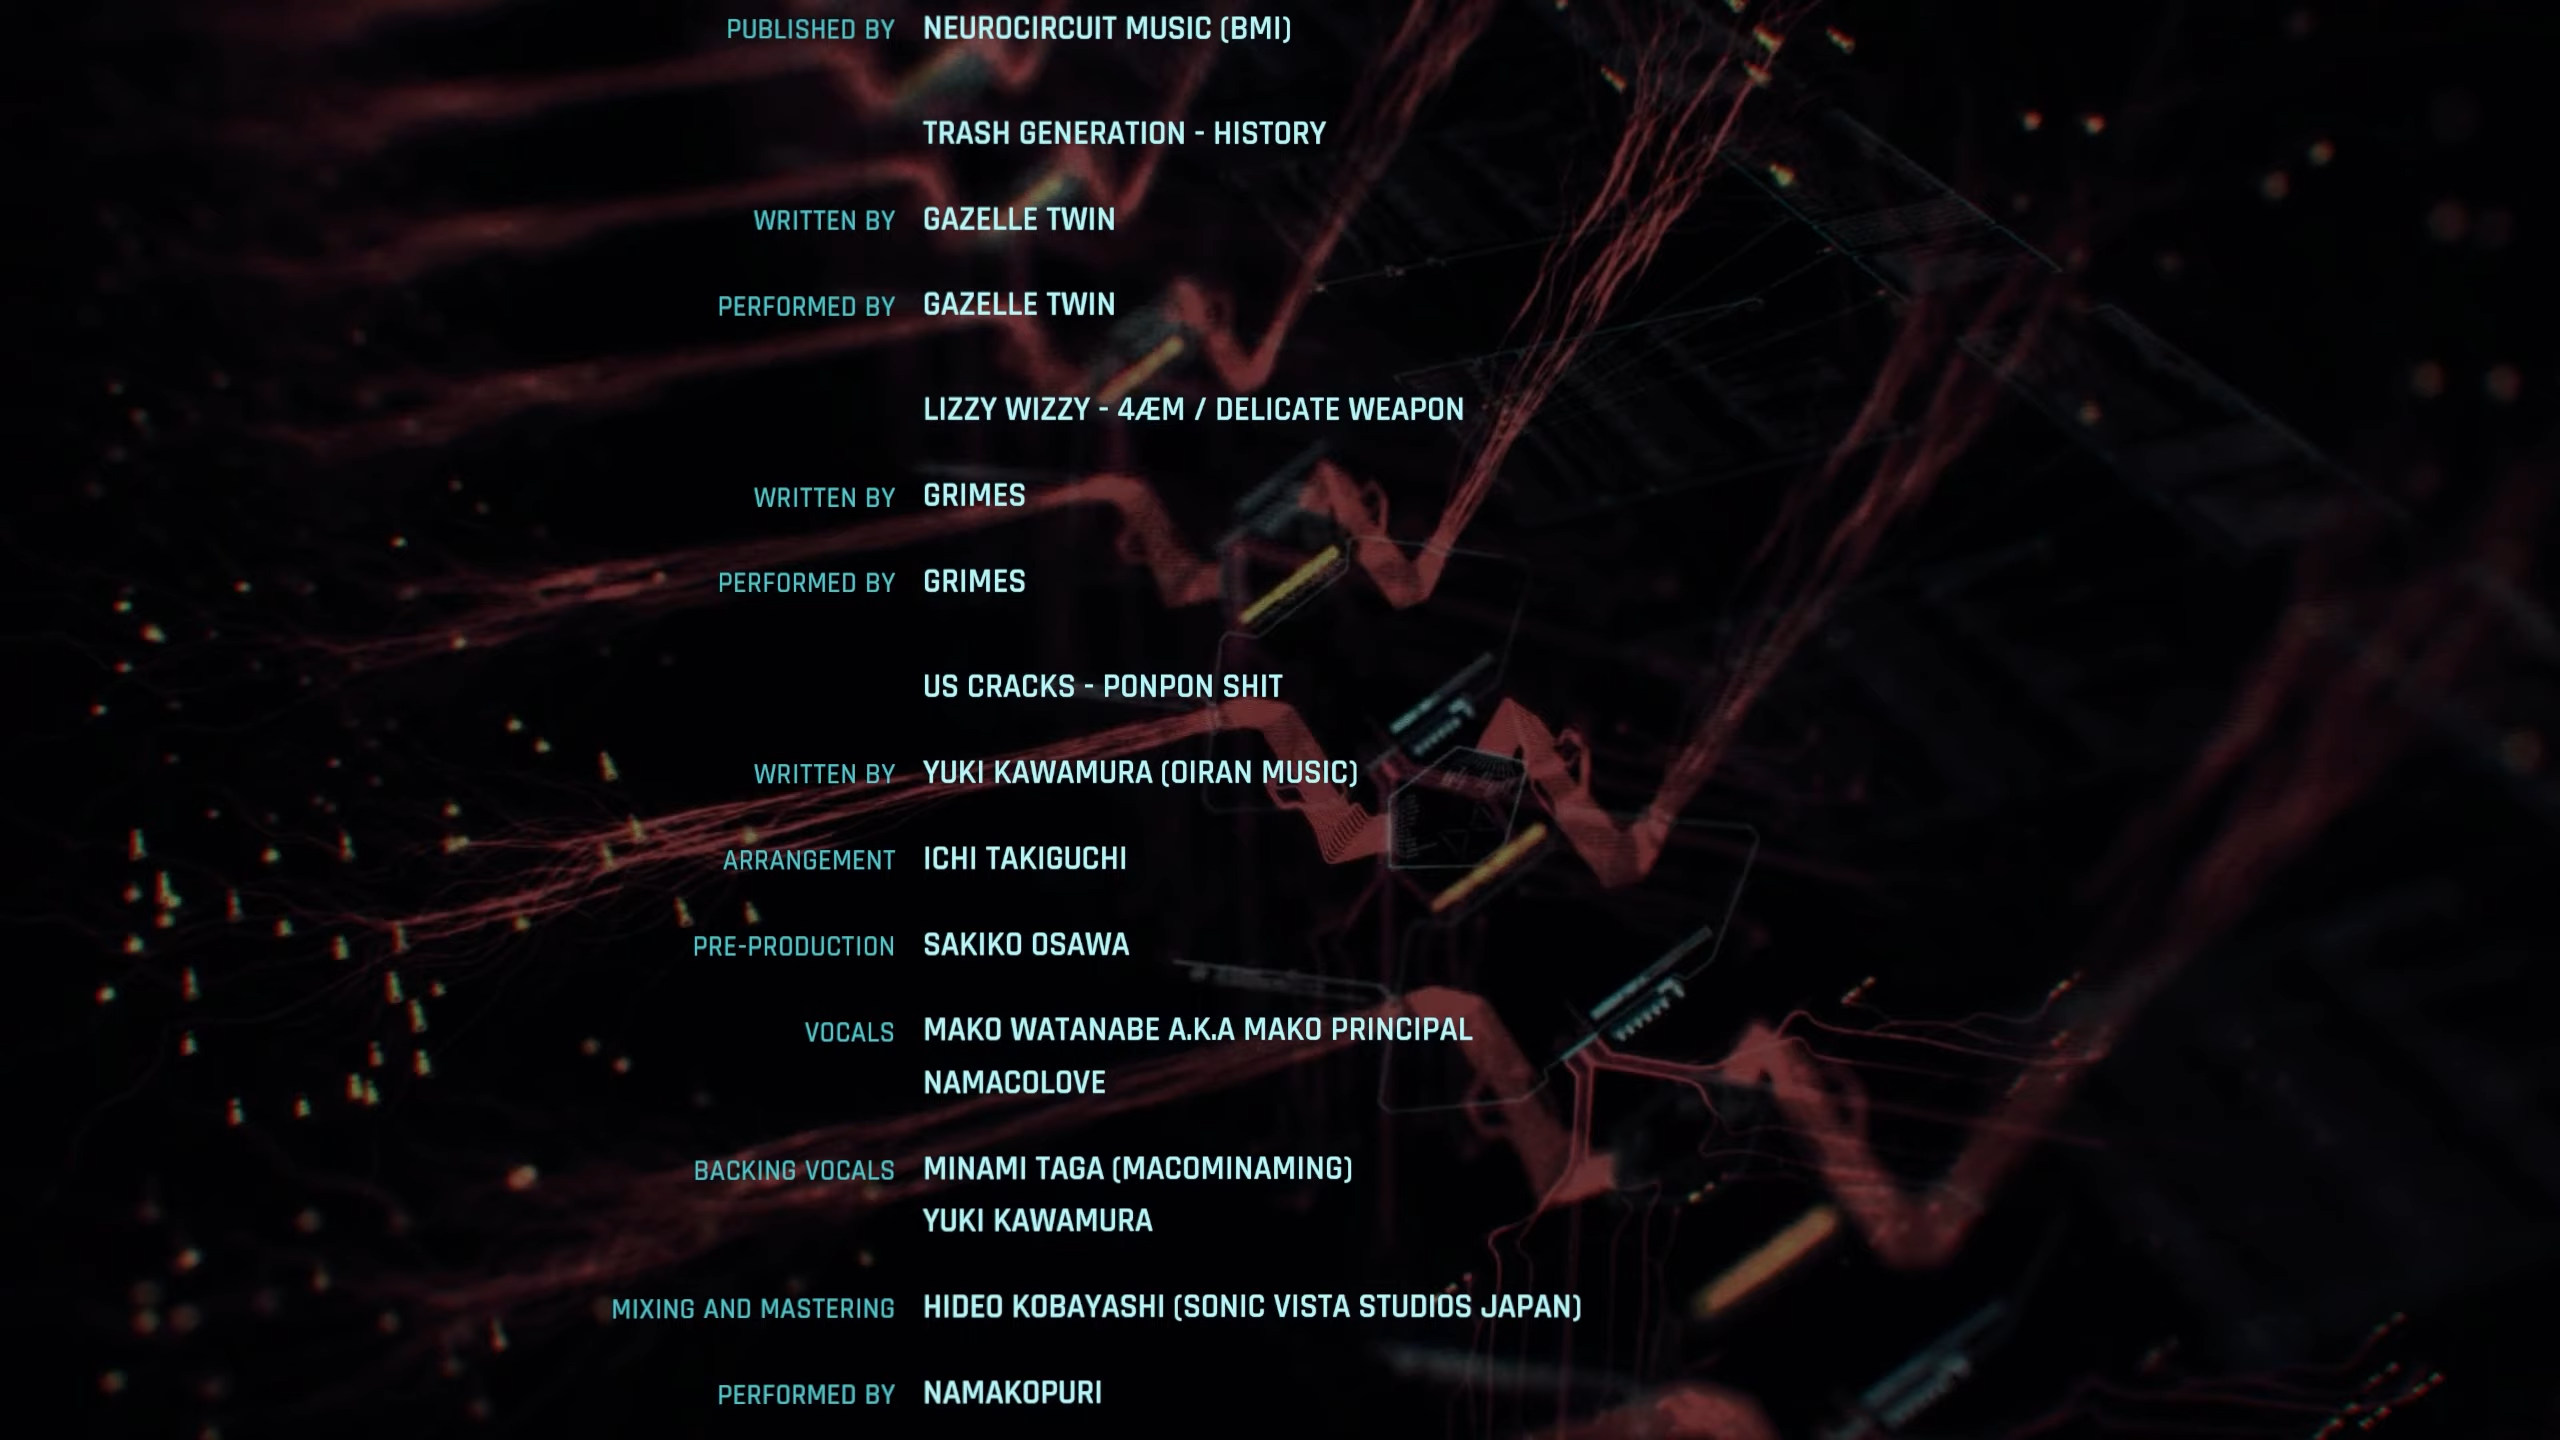 PUBLISHED BY NEUROCIRCUIT MUSIC (BMI)
TRASH GENERATION - HISTORY
WRITTEN BY GAZELLE TWIN
PERFORMED BY GAZELLE TWIN
LIZZY WIZZY - 4ÆM / DELICATE WEAPON
WRITTEN BY GRIMES
PERFORMED BY GRIMES
US CRACKS - PONPON SHIT
WRITTEN BY YUKI KAWAMURA (OIRAN MUSIC)
ARRANGEMENT ICHI TAKIGUCHI
PRE-PRODUCTION SAKIKO OSAWA
VOCALS MAKO WATANABE A.K.A MAKO PRINCIPAL
NAMACOLOVE
BACKING VOCALS MINAMI TAGA (MACOMINAMING)
YUKI KAWAMURA
MIXING AND MASTERING HIDEO KOBAYASHI (SONIC VISTA STUDIOS JAPAN)
PERFORMED BY NAMAKOPURI